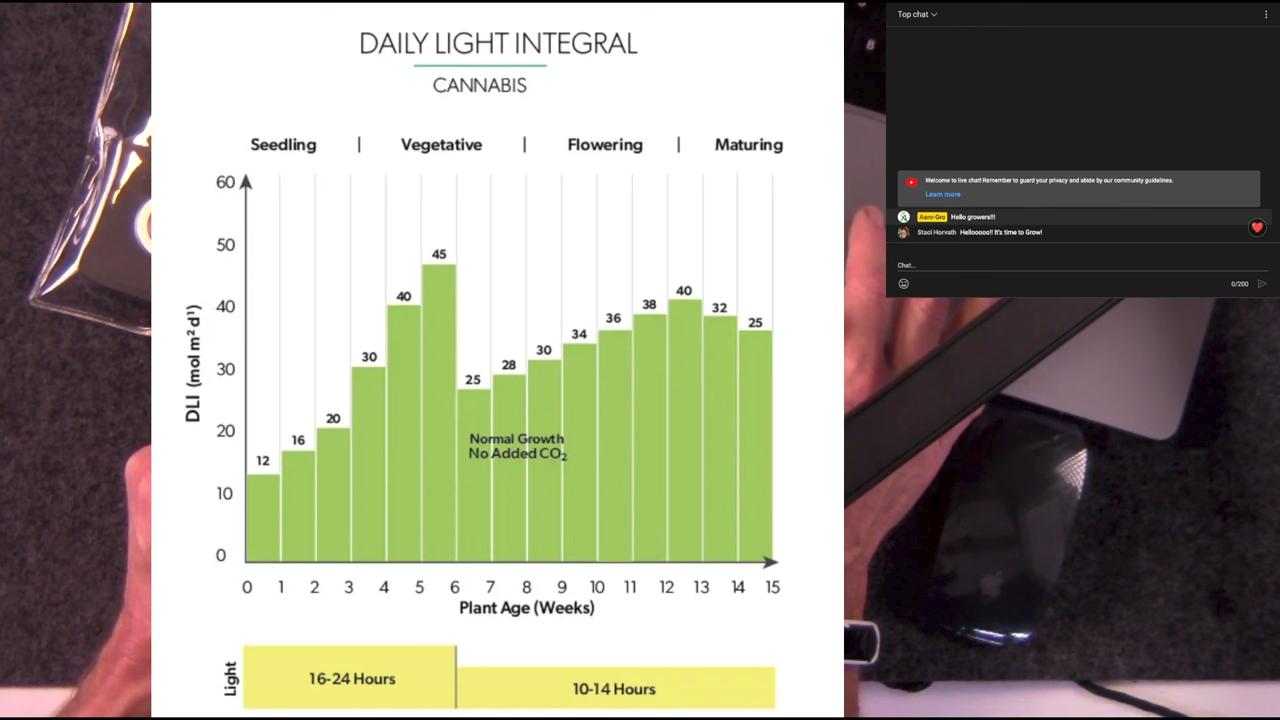 DAILY LIGHT INTEGRAL
CANNABIS
Seedling | Vegetative | Flowering | Maturing
60
50
40
30
20
10
0
DLI (mol m² d¹)
12
16
20
30
40
45
25
28
30
34
36
38
40
32
25
Normal Growth
No Added CO₂
0 1 2 3 4 5 6 7 8 9 10 11 12 13 14 15
Plant Age (Weeks)
Light
16-24 Hours
10-14 Hours
Top chat
Welcome to live chat! Remember to guard your privacy and abide by our community guidelines.
Learn more
Aero-Gro Hello growers!!!
Staci Horvath Hellooooo!! It's time to Grow!
Chat...
0/200